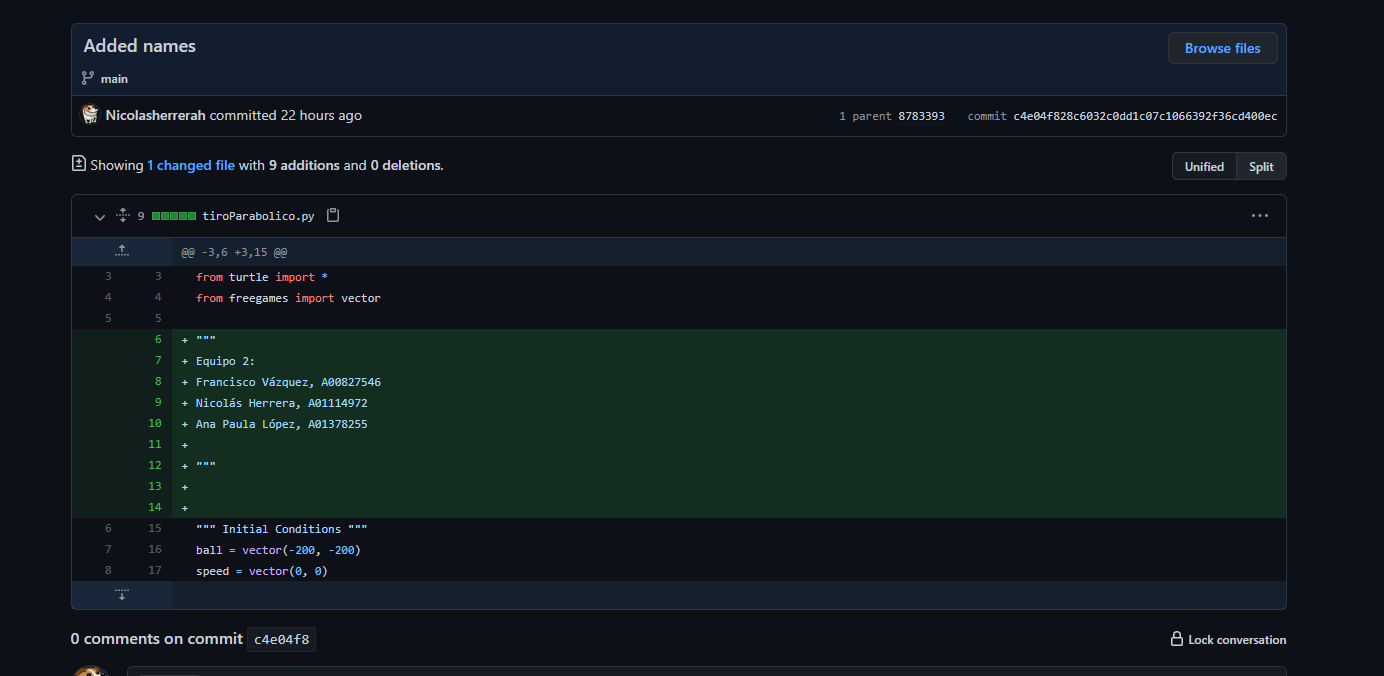 Added names
Browse files
main
Nicolasherrerah committed 22 hours ago
1 parent 8783393 commit c4e04f828c6032c0dd1c07c1066392f36cd400ec
Showing 1 changed file with 9 additions and 0 deletions.
Unified Split
9 tiroParabolico.py
@@ -3,6 +3,15 @@
3 3 from turtle import *
4 4 from freegames import vector
5 5
6 + """
7 + Equipo 2:
8 + Francisco Vázquez, A00827546
9 + Nicolás Herrera, A01114972
10 + Ana Paula López, A01378255
11 +
12 + """
13 +
14 +
6 15 """ Initial Conditions """
7 16 ball = vector(-200, -200)
8 17 speed = vector(0, 0)
0 comments on commit c4e04f8
Lock conversation